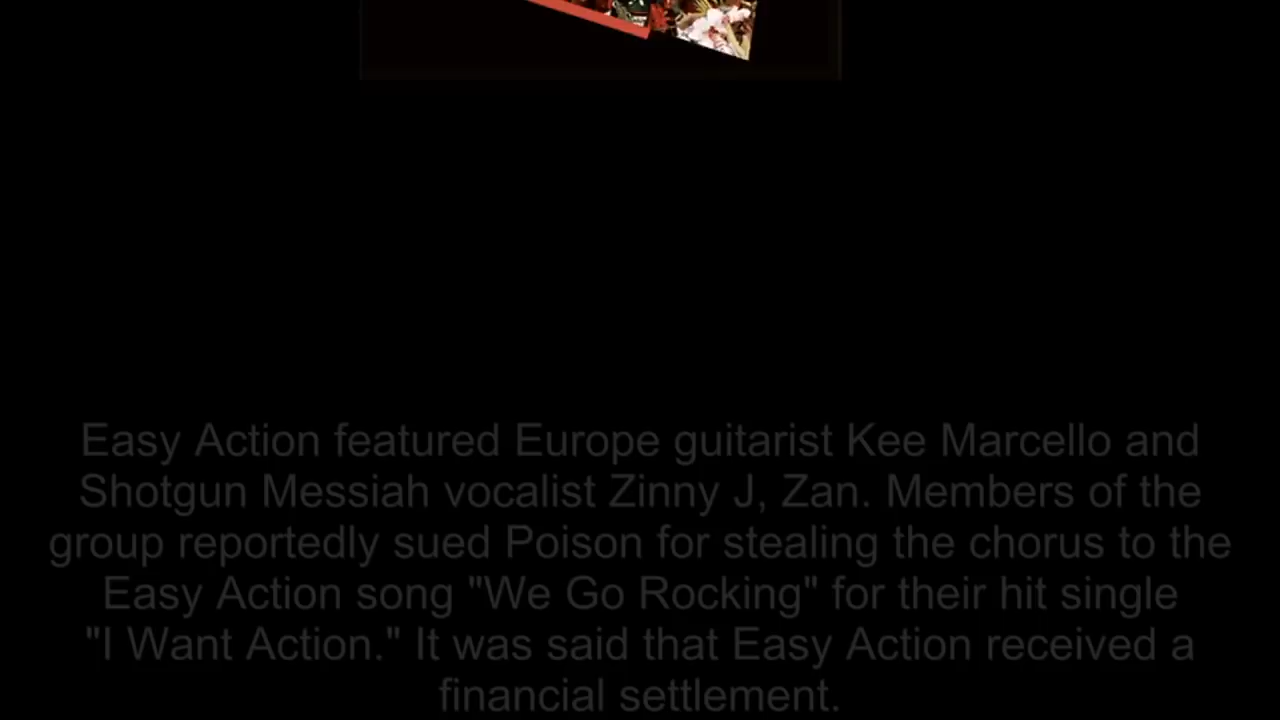 Easy Action featured Europe guitarist Kee Marcello and
Shotgun Messiah vocalist Zinny J, Zan. Members of the
group reportedly sued Poison for stealing the chorus to the
Easy Action song "We Go Rocking" for their hit single
"I Want Action." It was said that Easy Action received a
financial settlement.